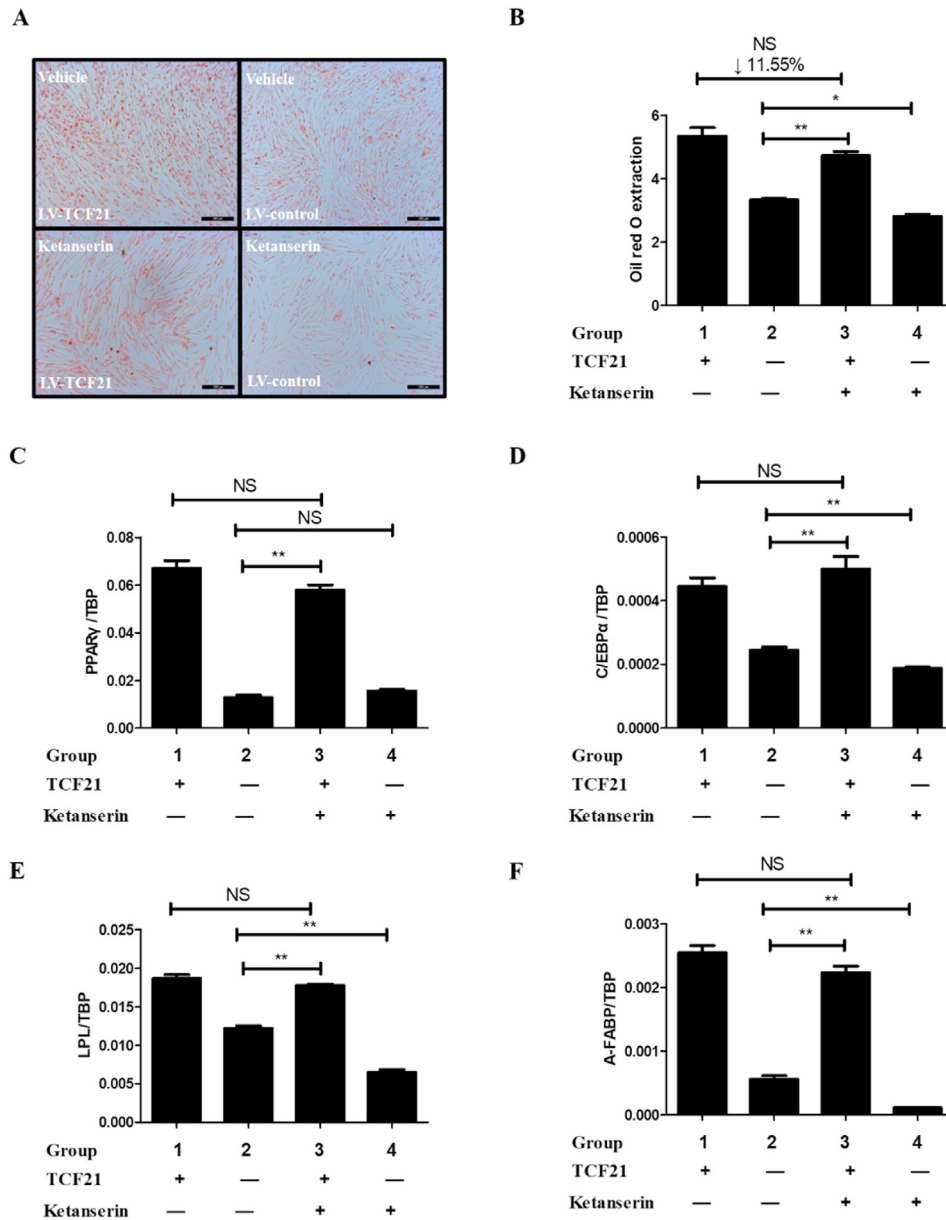 A
Vehicle
LV-TCF21
Vehicle
LV-control
Ketanserin
LV-TCF21
Ketanserin
LV-control
B
NS
↓ 11.55%
*
**
6
4
2
0
Oil red O extraction
Group 1 2 3 4
TCF21 + — + —
Ketanserin — — + +
C
NS
NS
**
0.08
0.06
0.04
0.02
0.00
PPARγ/TBP
Group 1 2 3 4
TCF21 + — + —
Ketanserin — — + +
D
NS
**
**
0.0006
0.0004
0.0002
0.0000
C/EBPα/TBP
Group 1 2 3 4
TCF21 + — + —
Ketanserin — — + +
E
NS
**
**
0.025
0.020
0.015
0.010
0.005
0.000
LPL/TBP
Group 1 2 3 4
TCF21 + — + —
Ketanserin — — + +
F
NS
**
**
0.003
0.002
0.001
0.000
A-FABP/TBP
Group 1 2 3 4
TCF21 + — + —
Ketanserin — — + +